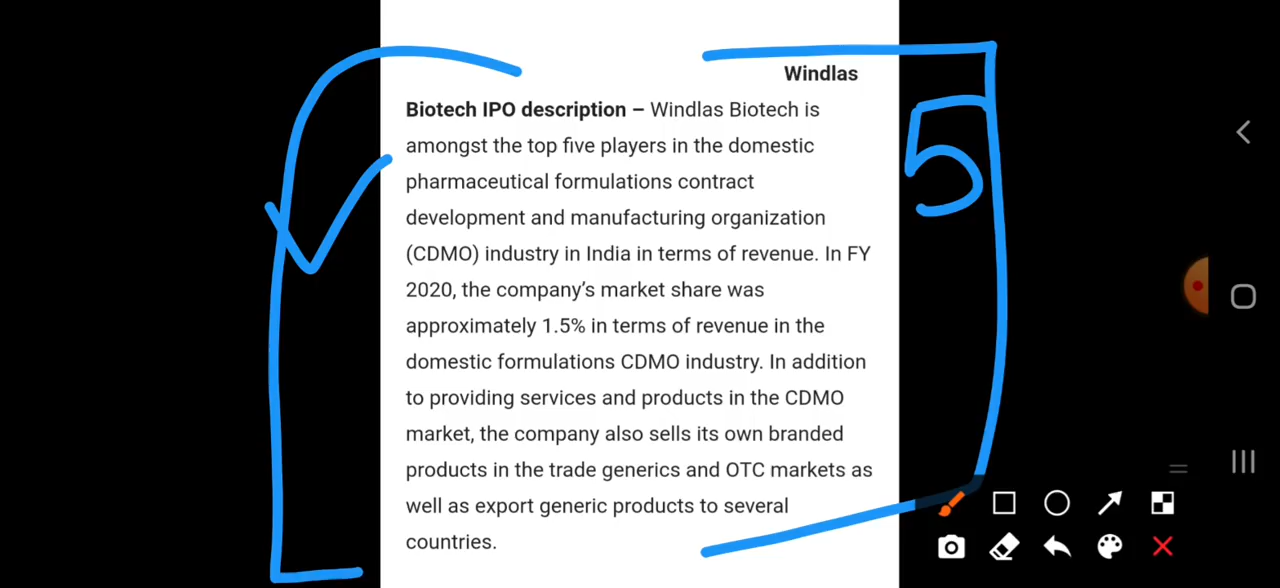 Windlas
Biotech IPO description – Windlas Biotech is
amongst the top five players in the domestic
pharmaceutical formulations contract
development and manufacturing organization
(CDMO) industry in India in terms of revenue. In FY
2020, the company’s market share was
approximately 1.5% in terms of revenue in the
domestic formulations CDMO industry. In addition
to providing services and products in the CDMO
market, the company also sells its own branded
products in the trade generics and OTC markets as
well as export generic products to several
countries.
5